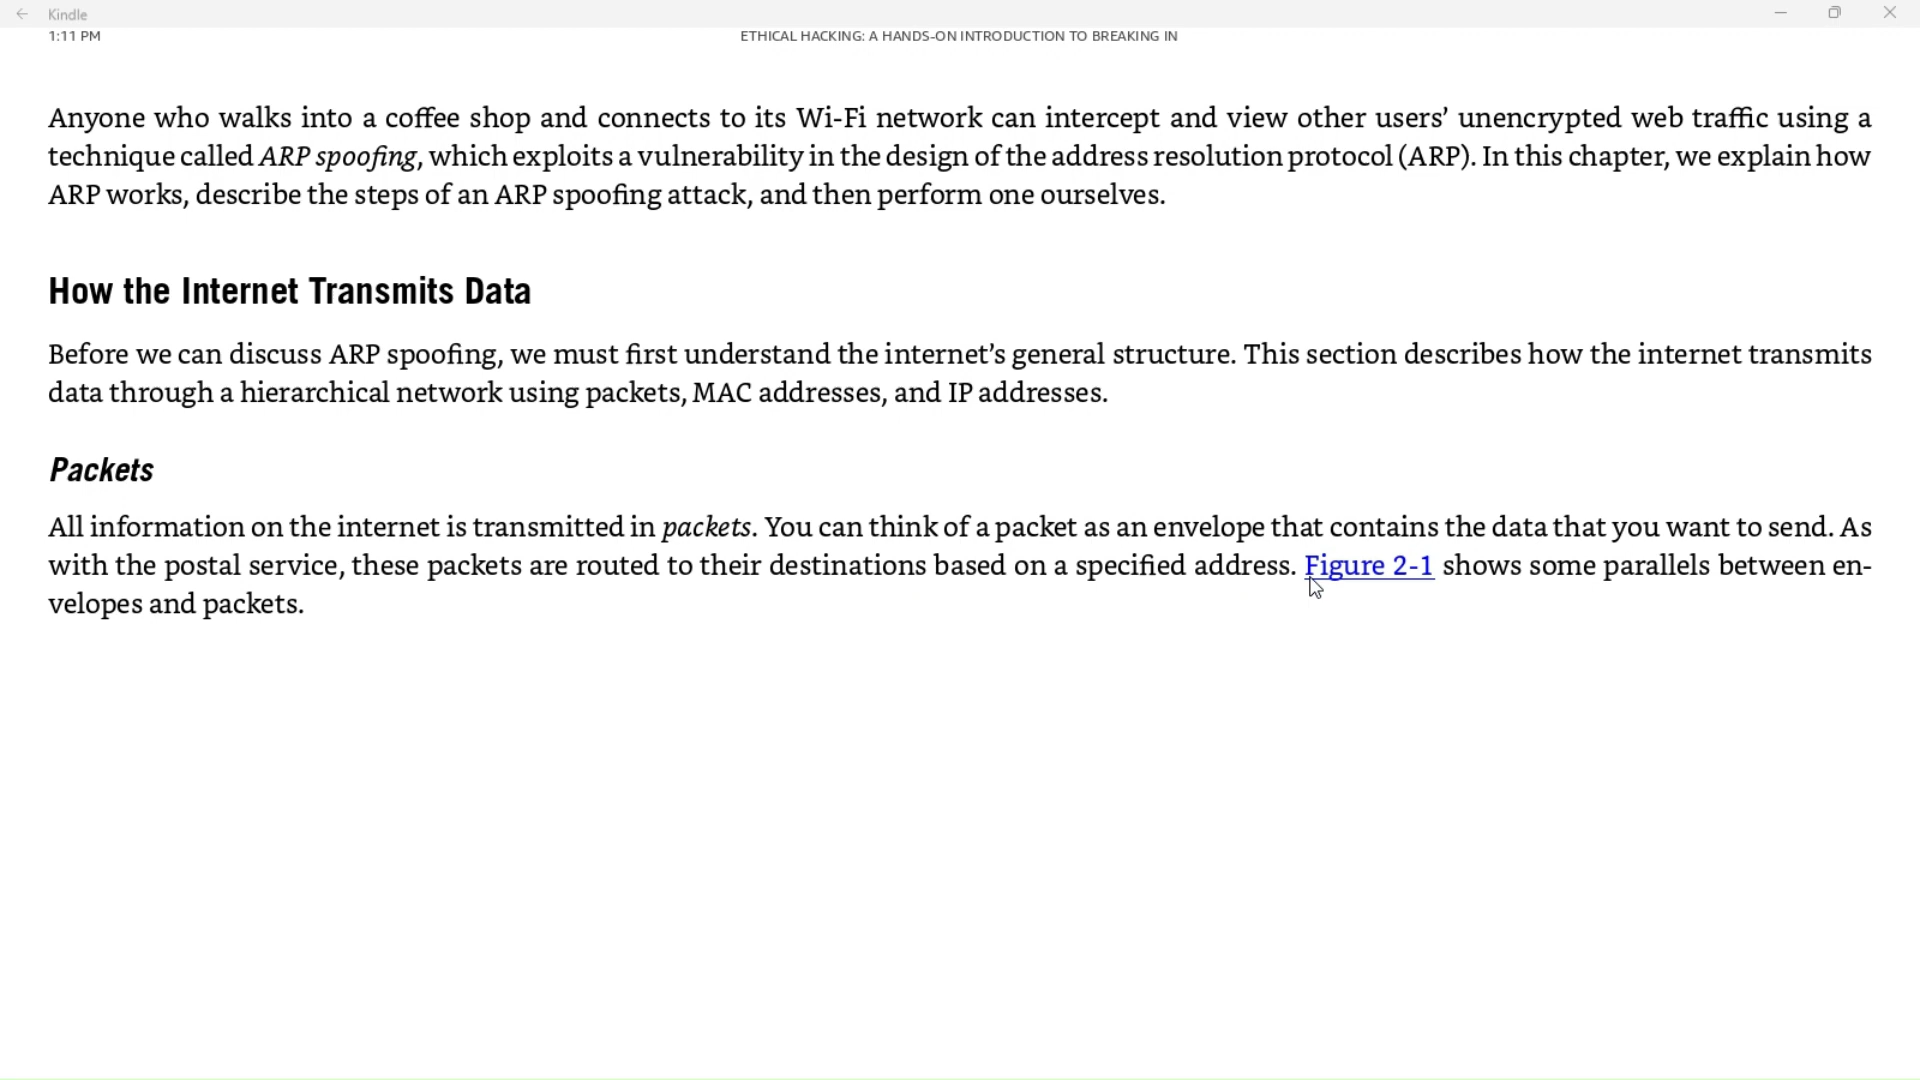 Kindle
1:11 PM
ETHICAL HACKING: A HANDS-ON INTRODUCTION TO BREAKING IN
Anyone who walks into a coffee shop and connects to its Wi-Fi network can intercept and view other users’ unencrypted web traffic using a
technique called ARP spoofing, which exploits a vulnerability in the design of the address resolution protocol (ARP). In this chapter, we explain how
ARP works, describe the steps of an ARP spoofing attack, and then perform one ourselves.
How the Internet Transmits Data
Before we can discuss ARP spoofing, we must first understand the internet’s general structure. This section describes how the internet transmits
data through a hierarchical network using packets, MAC addresses, and IP addresses.
Packets
All information on the internet is transmitted in packets. You can think of a packet as an envelope that contains the data that you want to send. As
with the postal service, these packets are routed to their destinations based on a specified address. Figure 2-1 shows some parallels between en-
velopes and packets.